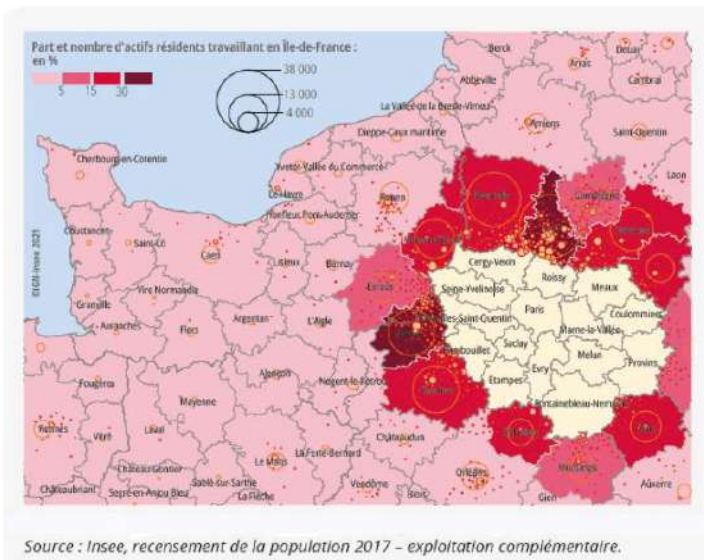 Part et nombre d'actifs résidents travaillant en Île-de-France :
en %
5 15 30
38 000
13 000
4 000
Berck
Douai
Arras
Abbeville
Cambrai
La Vallée de la Bresle-Vimeu
Amiens
Dieppe-Caux maritime
Saint-Quentin
Cherbourg-en-Cotentin
Yvetot-Vallée du Commerce
Laon
Le Havre
Rouen
Beauvais
Compiègne
Honfleur Pont-Audemer
Coutances
Saint-Lô
Caen
Lisieux
Bernay
Cergy-Vexin
Roissy
Evreux
Seine-Yvelinoise
Meaux
Paris
Vire Normandie
Versailles-Saint-Quentin
Coulommiers
Granville
Argentan
L'Aigle
Marne-la-Vallée
Avranches
Flers
Rambouillet
Saclay
Melun
Provins
Evry
Alençon
Nogent-le-Rotrou
Etampes
Fougères
Mayenne
Fontainebleau-Nemours
Rennes
Vitré
Laval
Châteaudun
La Ferté-Bernard
Le Mans
Montargis
Château-Gontier
Orléans
Auxerre
Sablé-sur-Sarthe
Vendôme
Châteaubriant
Segré-en-Anjou Bleu
La Flèche
Blois
Gien
©IGN-Insee 2021
Source : Insee, recensement de la population 2017 – exploitation complémentaire.